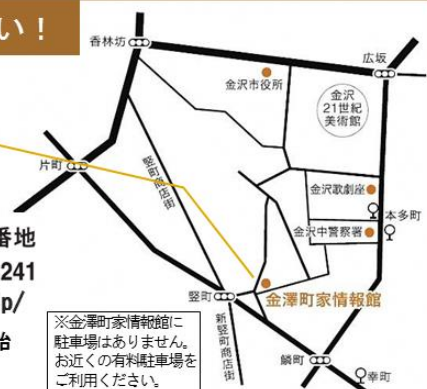 い！
香林坊
広坂
金沢市役所
金沢
21世紀
美術館
片町
竪町商店街
金沢歌劇座
本多町
金沢中警察署
番地
241
p/
始
竪町
金澤町家情報館
新竪町商店街
※金澤町家情報館に
駐車場はありません。
お近くの有料駐車場を
ご利用ください。
鱗町
幸町